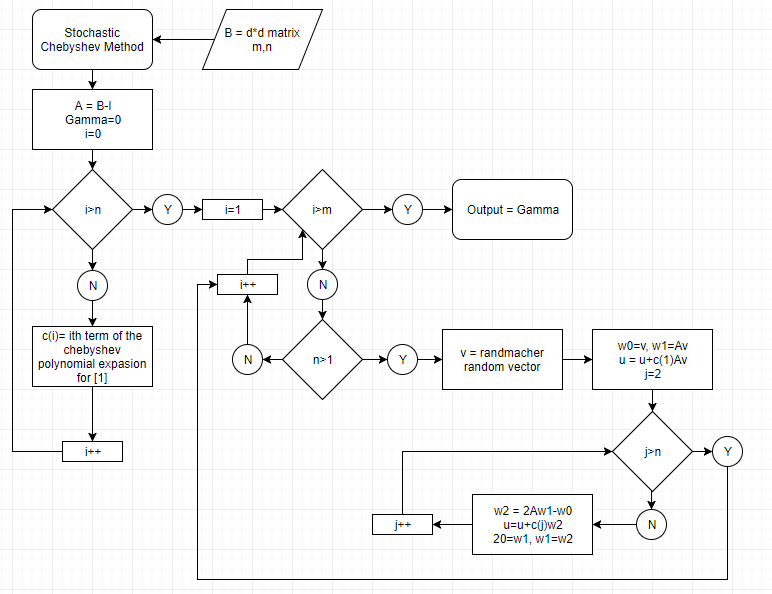 Stochastic
Chebyshev Method
B = d*d matrix
m,n
A = B-I
Gamma=0
i=0
i>n
Y
i=1
i>m
Y
Output = Gamma
N
i++
N
c(i)= ith term of the
chebyshev
polynomial expasion
for [1]
N
n>1
Y
v = randmacher
random vector
w0=v, w1=Av
u = u+c(1)Av
j=2
i++
j>n
Y
w2 = 2Aw1-w0
u=u+c(j)w2
20=w1, w1=w2
j++
N